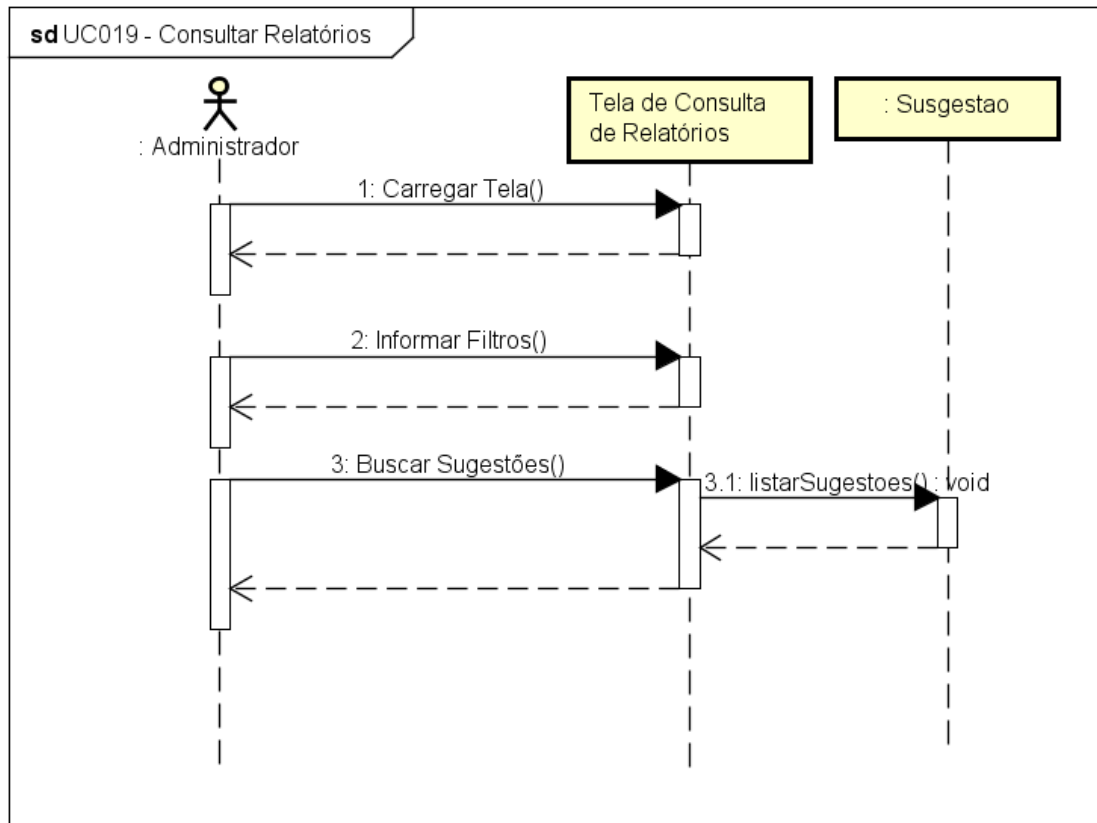 sd UC019 - Consultar Relatórios
: Administrador
Tela de Consulta
de Relatórios
: Susgestao
1: Carregar Tela()
2: Informar Filtros()
3: Buscar Sugestões()
3.1: listarSugestoes() : void